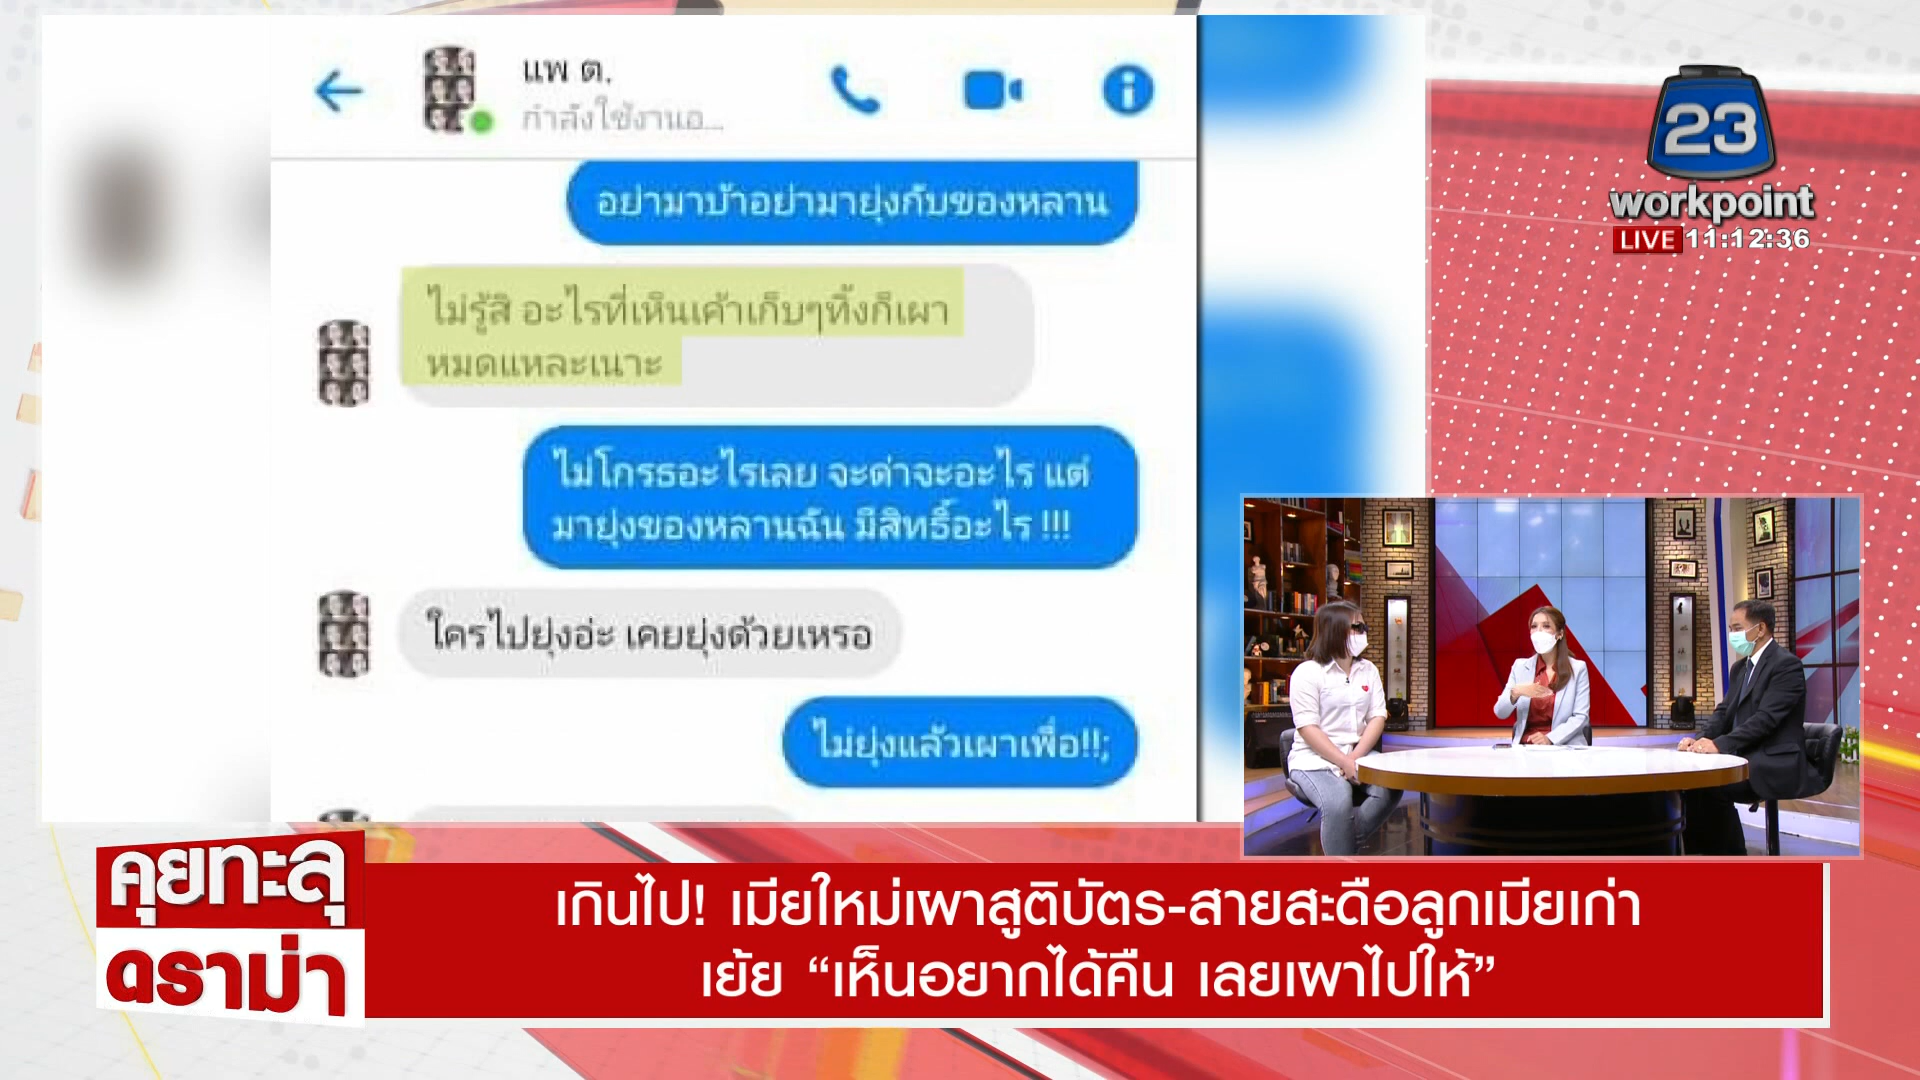 แพ ต.
กำลังใช้งานอ...
อย่ามาบ้าอย่ามายุ่งกับของหลาน
ไม่รู้สิ อะไรที่เห็นเค้าเก็บๆทิ้งก็เผา
หมดแหละเนาะ
ไม่โกรธอะไรเลย จะด่าจะอะไร แต่
มายุ่งของหลานฉัน มีสิทธิ์อะไร !!!
ใครไปยุ่งอ่ะ เคยยุ่งด้วยเหรอ
ไม่ยุ่งแล้วเผาเพื่อ!!;
23
workpoint
LIVE 11:12:36
คุยทะลุ
ดราม่า
เกินไป! เมียใหม่เผาสูติบัตร-สายสะดือลูกเมียเก่า
เย้ย “เห็นอยากได้คืน เลยเผาไปให้”